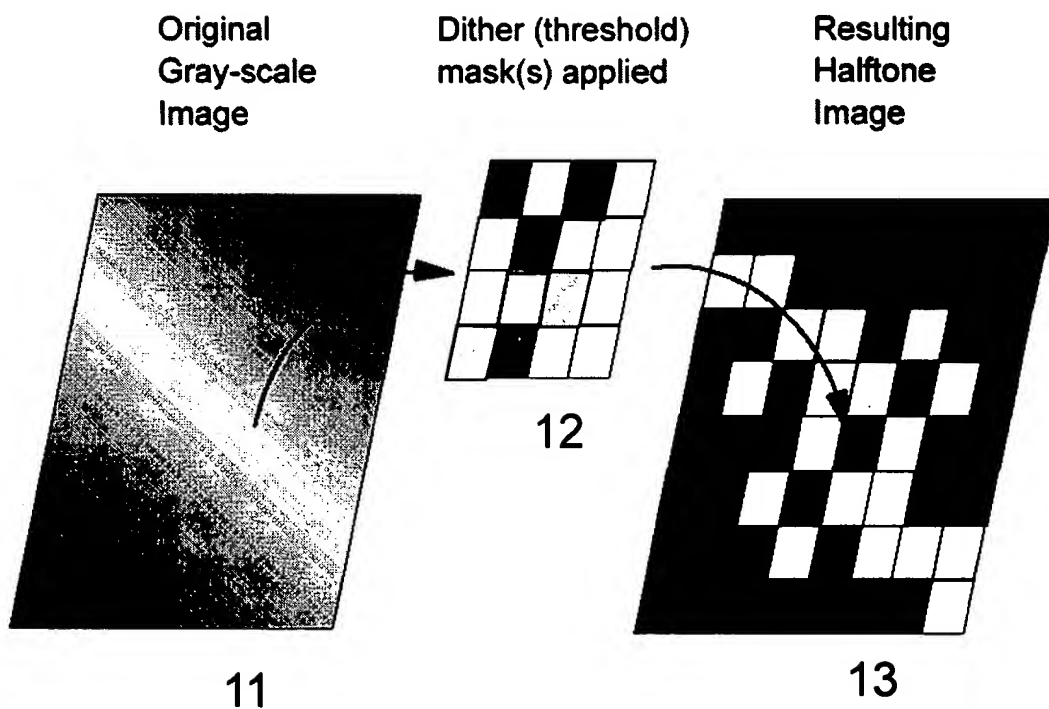 Original
Gray-scale
Image
Dither (threshold)
mask(s) applied
Resulting
Halftone
Image
12
11
13